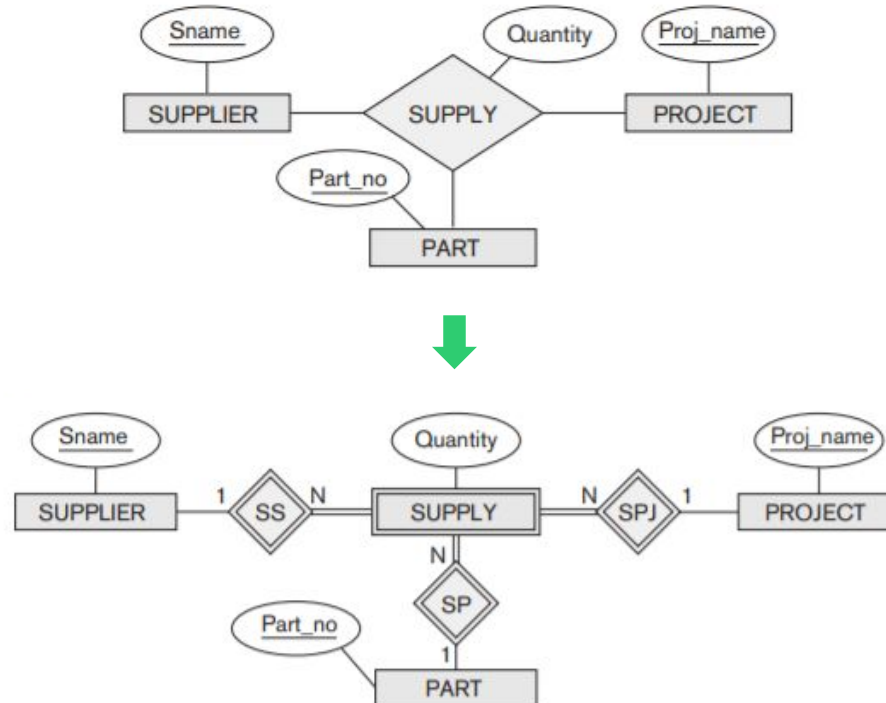 Sname
Quantity
Proj_name
SUPPLIER
SUPPLY
PROJECT
Part_no
PART
Sname
Quantity
Proj_name
1
N
N
1
SUPPLIER
SS
SUPPLY
SPJ
PROJECT
N
SP
Part_no
1
PART